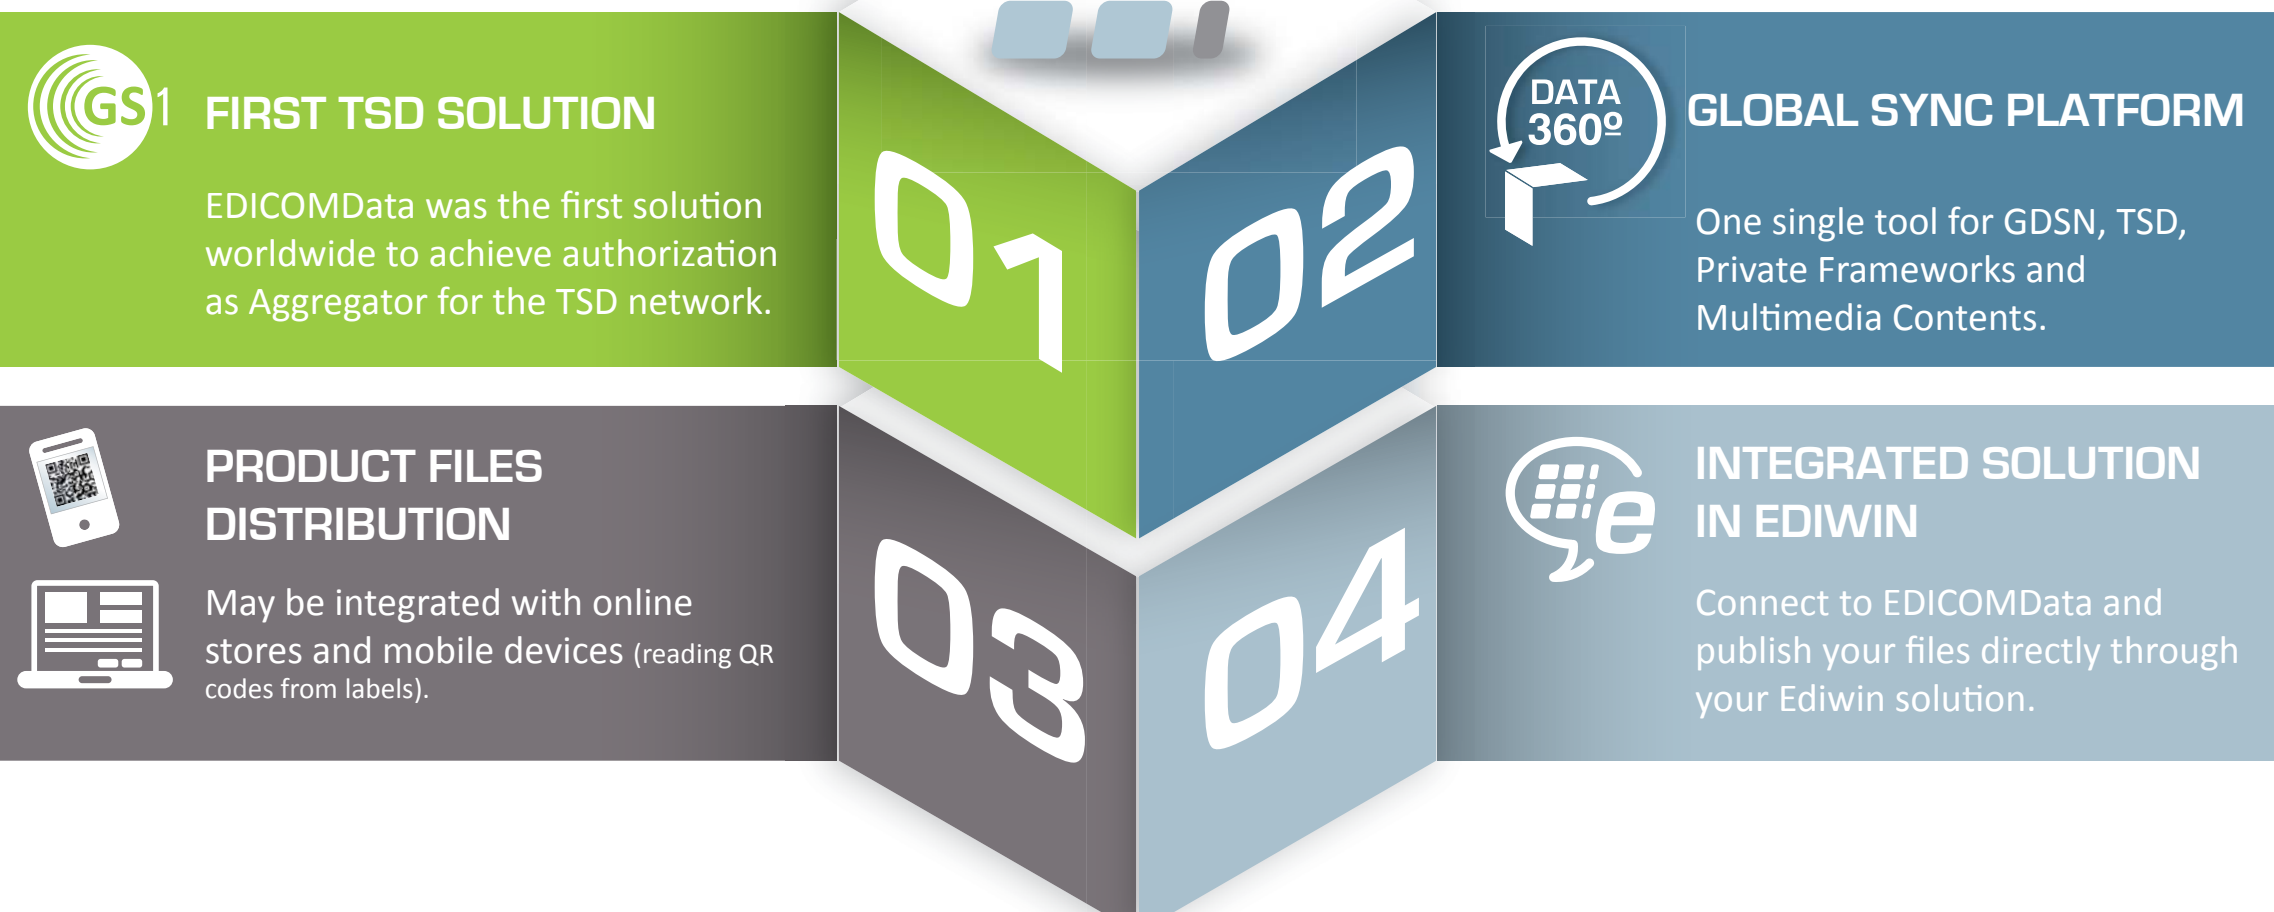 GS1
FIRST TSD SOLUTION
EDICOMData was the first solution
worldwide to achieve authorization
as Aggregator for the TSD network.
01
02
DATA
360º
GLOBAL SYNC PLATFORM
One single tool for GDSN, TSD,
Private Frameworks and
Multimedia Contents.
PRODUCT FILES
DISTRIBUTION
May be integrated with online
stores and mobile devices (reading QR
codes from labels).
03
04
e
INTEGRATED SOLUTION
IN EDIWIN
Connect to EDICOMData and
publish your files directly through
your Ediwin solution.